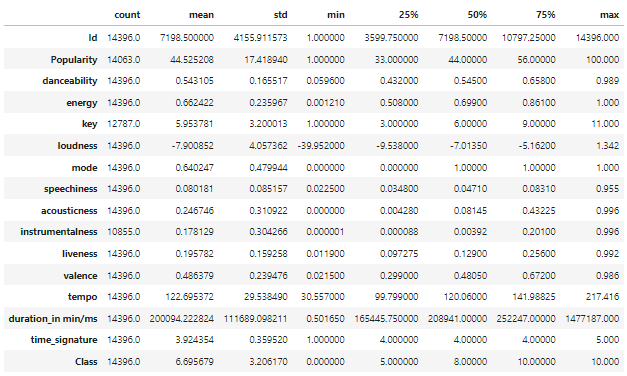 count mean std min 25% 50% 75% max
Id 14396.0 7198.500000 4155.911573 1.000000 3599.750000 7198.50000 10797.25000 14396.000
Popularity 14063.0 44.525208 17.418940 1.000000 33.000000 44.00000 56.00000 100.000
danceability 14396.0 0.543105 0.165517 0.059600 0.432000 0.54500 0.65800 0.989
energy 14396.0 0.662422 0.235967 0.001210 0.508000 0.69900 0.86100 1.000
key 12787.0 5.953781 3.200013 1.000000 3.000000 6.00000 9.00000 11.000
loudness 14396.0 -7.900852 4.057362 -39.952000 -9.538000 -7.01350 -5.16200 1.342
mode 14396.0 0.640247 0.479944 0.000000 0.000000 1.00000 1.00000 1.000
speechiness 14396.0 0.080181 0.085157 0.022500 0.034800 0.04710 0.08310 0.955
acousticness 14396.0 0.246746 0.310922 0.000000 0.004280 0.08145 0.43225 0.996
instrumentalness 10855.0 0.178129 0.304266 0.000001 0.000088 0.00392 0.20100 0.996
liveness 14396.0 0.195782 0.159258 0.011900 0.097275 0.12900 0.25600 0.992
valence 14396.0 0.486379 0.239476 0.021500 0.299000 0.48050 0.67200 0.986
tempo 14396.0 122.695372 29.538490 30.557000 99.799000 120.06000 141.98825 217.416
duration_in min/ms 14396.0 200094.222824 111689.098211 0.501650 165445.750000 208941.00000 252247.00000 1477187.000
time_signature 14396.0 3.924354 0.359520 1.000000 4.000000 4.00000 4.00000 5.000
Class 14396.0 6.695679 3.206170 0.000000 5.000000 8.00000 10.00000 10.000